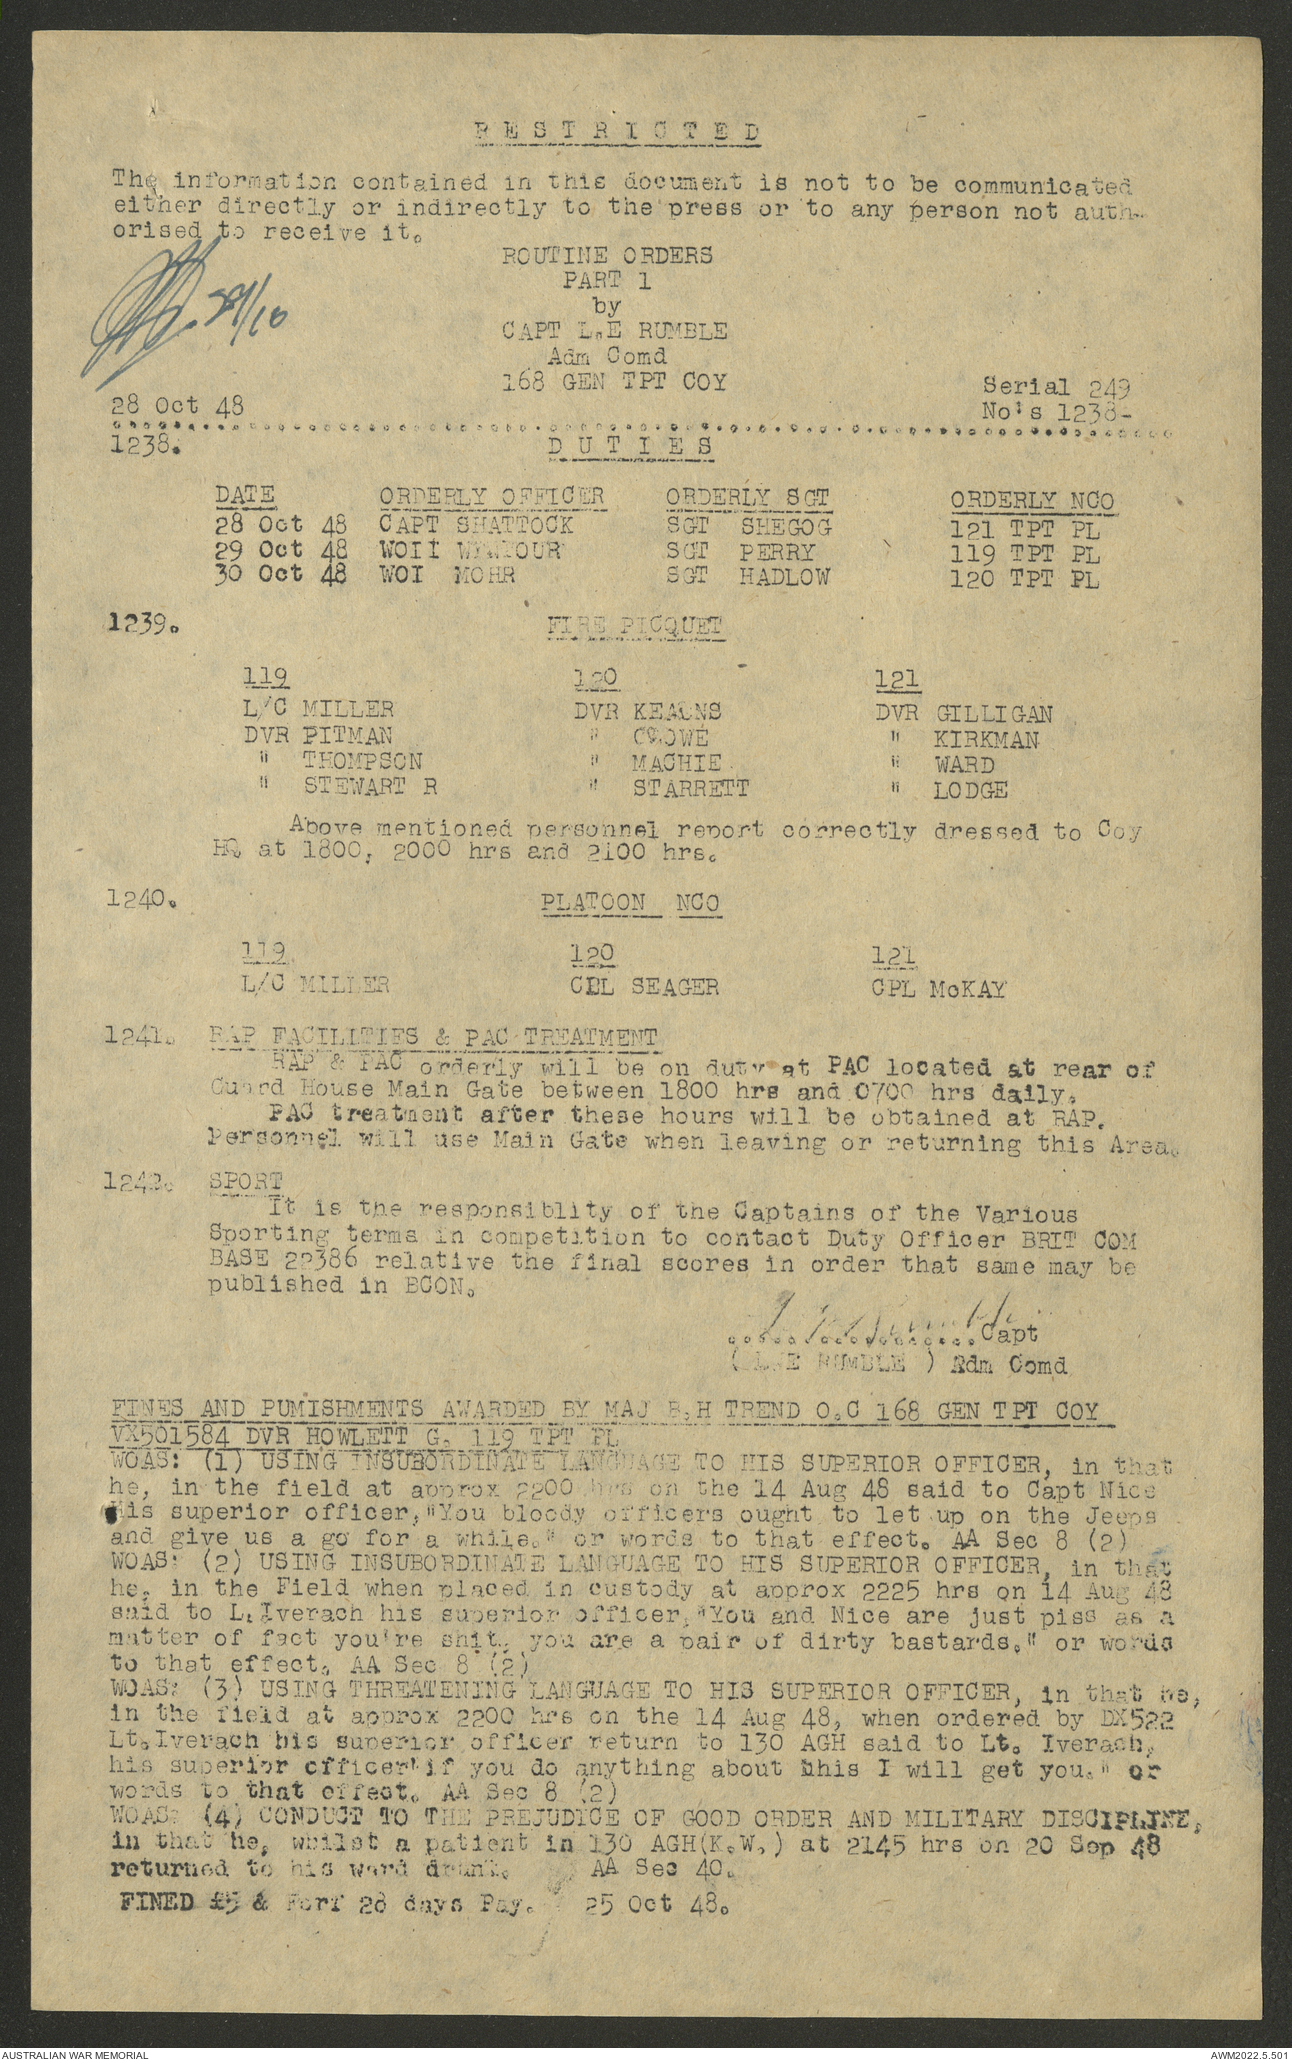 R E S T R I C T E D
The information contained in this document is not to be communicated
either directly or indirectly to the press or to any person not auth-
orised to receive it.
ROUTINE ORDERS
PART 1
by
CAPT L.E RUMBLE
Adm Comd
168 GEN TPT COY
Serial 249
28 Oct 48
No's 1238-
1238.
D U T I E S
DATE ORDERLY OFFICER ORDERLY SGT ORDERLY NCO
28 Oct 48 CAPT SHATTOCK SGT SHEGOG 121 TPT PL
29 Oct 48 WOII SGT PERRY 119 TPT PL
30 Oct 48 WOI MOHR SGT HADLOW 120 TPT PL
1239. FIRE PICQUET
119 120 121
L/C MILLER DVR KEARNS DVR GILLIGAN
DVR PITMAN " CROWE " KIRKMAN
" THOMPSON " MACHIE " WARD
" STEWART R " STARRETT " LODGE
Above mentioned personnel report correctly dressed to Coy
HQ at 1800, 2000 hrs and 2100 hrs.
1240. PLATOON NCO
119 120 121
L/C MILLER CPL SEAGER CPL McKAY
1241. RAP FACILITIES & PAC TREATMENT
RAP & PAC orderly will be on duty at PAC located at rear of
Guard House Main Gate between 1800 hrs and 0700 hrs daily.
PAC treatment after these hours will be obtained at RAP.
Personnel will use Main Gate when leaving or returning this Area.
1242. SPORT
It is the responsiblity of the Captains of the Various
Sporting terms in competition to contact Duty Officer BRIT COM
BASE 22386 relative the final scores in order that same may be
published in BCON.
....................Capt
( L.E RUMBLE ) Adm Comd
FINES AND PUMISHMENTS AWARDED BY MAJ B.H TREND O.C 168 GEN TPT COY
VX501584 DVR HOWLETT G. 119 TPT PL
WOAS: (1) USING INSUBORDINATE LANGUAGE TO HIS SUPERIOR OFFICER, in that
he, in the field at approx 2200 hrs on the 14 Aug 48 said to Capt Nice
his superior officer,"You bloody officers ought to let up on the Jeeps
and give us a go for a while." or words to that effect. AA Sec 8 (2)
WOAS: (2) USING INSUBORDINATE LANGUAGE TO HIS SUPERIOR OFFICER, in that
he, in the Field when placed in custody at approx 2225 hrs on 14 Aug 48
said to Lt Iverach his superior officer,"You and Nice are just piss as a
matter of fact you're shit, you are a pair of dirty bastards." or words
to that effect. AA Sec 8 (2)
WOAS: (3) USING THREATENING LANGUAGE TO HIS SUPERIOR OFFICER, in that he,
in the field at approx 2200 hrs on the 14 Aug 48, when ordered by DX522
Lt.Iverach his superior officer return to 130 AGH said to Lt. Iverach,
his superior officer"if you do anything about this I will get you." or
words to that effect. AA Sec 8 (2)
WOAS: (4) CONDUCT TO THE PREJUDICE OF GOOD ORDER AND MILITARY DISCIPLINE,
in that he, whilst a patient in 130 AGH(K.W.) at 2145 hrs on 20 Sep 48
returned to his ward drunk. AA Sec 40.
FINED £5 & Forf 28 days Pay. 25 Oct 48.
AUSTRALIAN WAR MEMORIAL
AWM2022.5.501